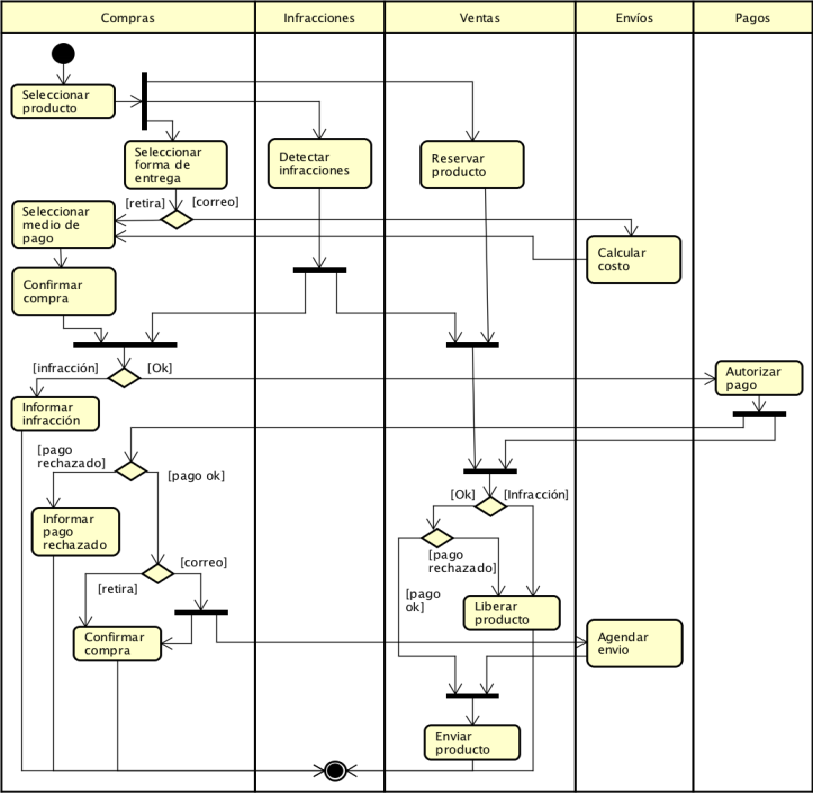 Compras
Infracciones
Ventas
Envíos
Pagos
Seleccionar
producto
Seleccionar
forma de
entrega
Detectar
infracciones
Reservar
producto
[retira]
[correo]
Seleccionar
medio de
pago
Calcular
costo
Confirmar
compra
[infracción]
[Ok]
Autorizar
pago
Informar
infracción
[pago
rechazado]
[pago ok]
[Ok]
[Infracción]
Informar
pago
rechazado
[pago
rechazado]
[correo]
[retira]
[pago
ok]
Liberar
producto
Confirmar
compra
Agendar
envio
Enviar
producto